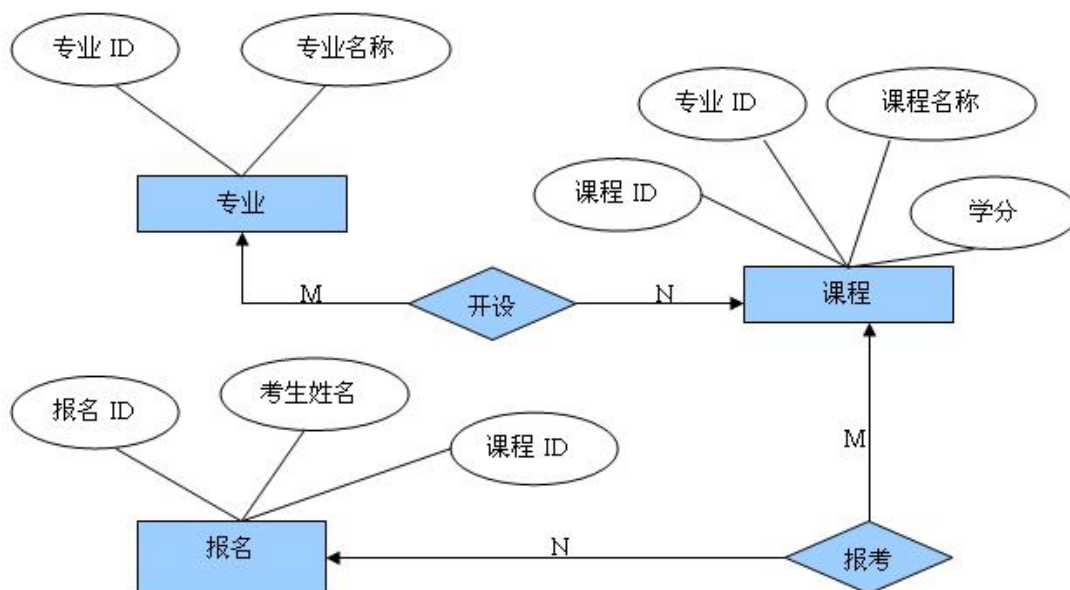 专业 ID
专业名称
专业 ID
课程名称
课程 ID
学分
专业
M
开设
N
课程
报名 ID
考生姓名
课程 ID
M
报名
N
报考